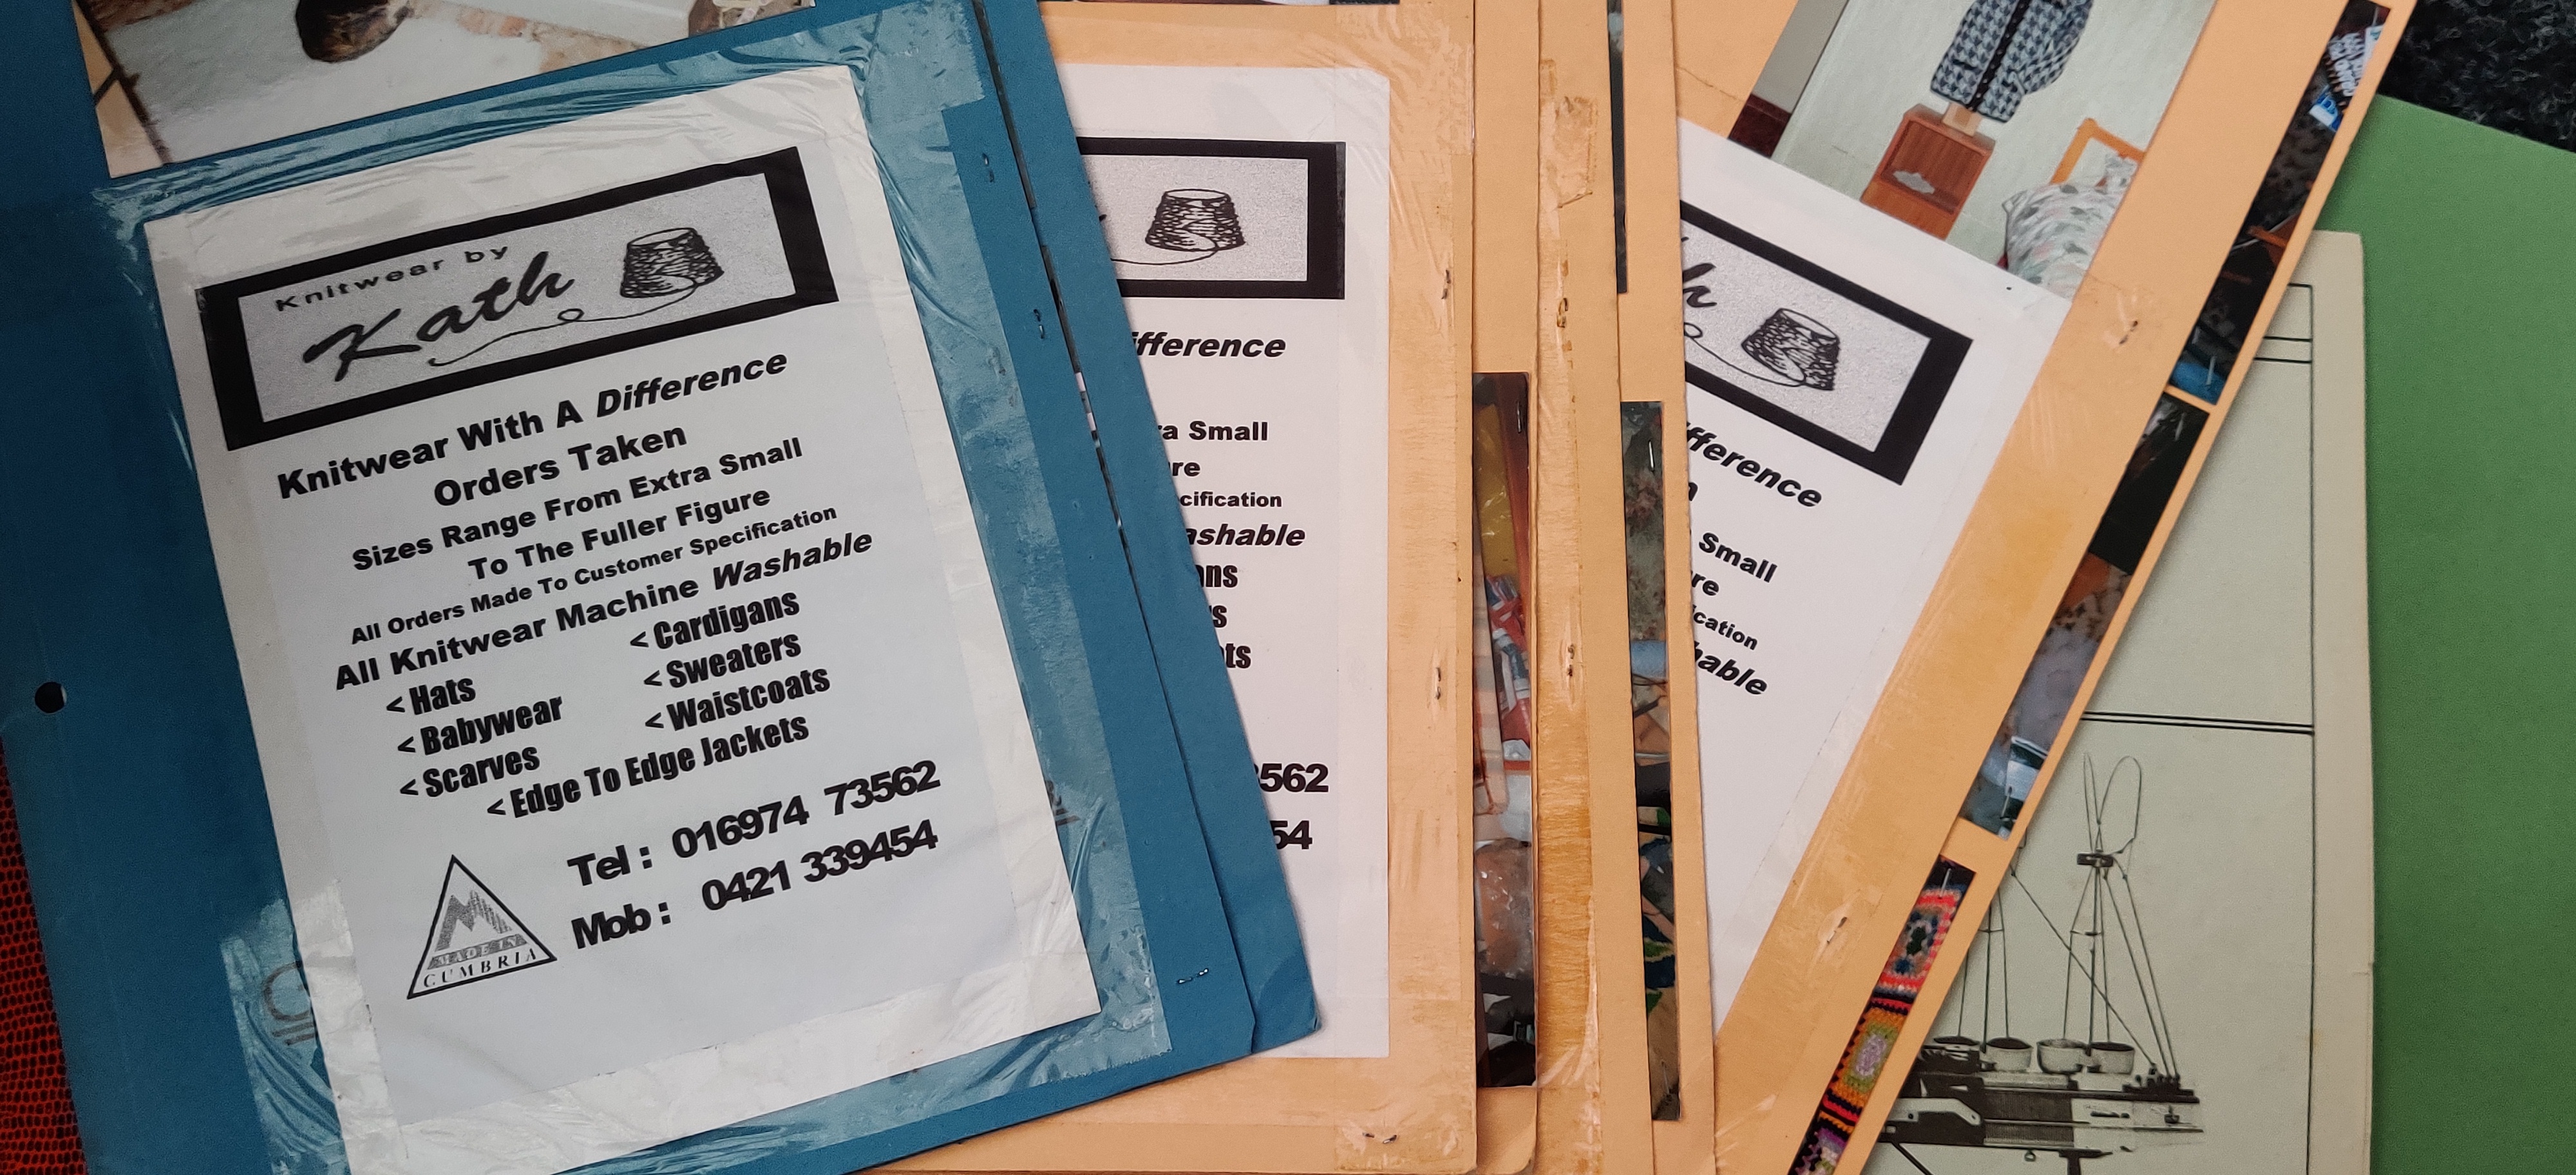 Knitwear by
Kath
Knitwear With A Difference
Orders Taken
Sizes Range From Extra Small
To The Fuller Figure
All Orders Made To Customer Specification
All Knitwear Machine Washable
> Hats > Cardigans
> Babywear > Sweaters
> Scarves > Waistcoats
> Edge To Edge Jackets
Tel : 016974 73562
Mob : 0421 339454
MADE IN
CUMBRIA
ifference
a Small
ure
cification
ashable
ns
s
ts
562
54
th
fference
n
Small
re
ication
hable